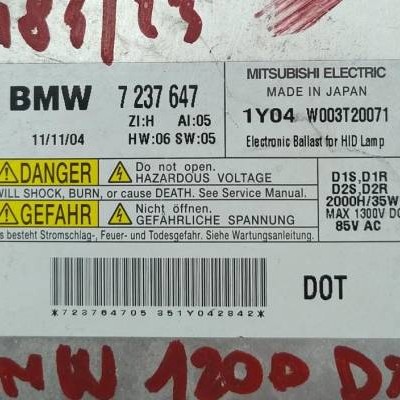 BMW 7 237 647
ZI:H AI:05
11/11/04 HW:06 SW:05
MITSUBISHI ELECTRIC
MADE IN JAPAN
1Y04 W003T20071
Electronic Ballast for HID Lamp
DANGER Do not open.
HAZARDOUS VOLTAGE
WILL SHOCK, BURN, or cause DEATH. See Service Manual.
GEFAHR Nicht öffnen.
GEFÄHRLICHE SPANNUNG
besteht Stromschlag-, Feuer- und Todesgefahr. Siehe Wartungsanleitung.
D1S,D1R
D2S,D2R
2000H/35W
MAX 1300V DC
85V AC
*723764705 351Y042842*
DOT
120D